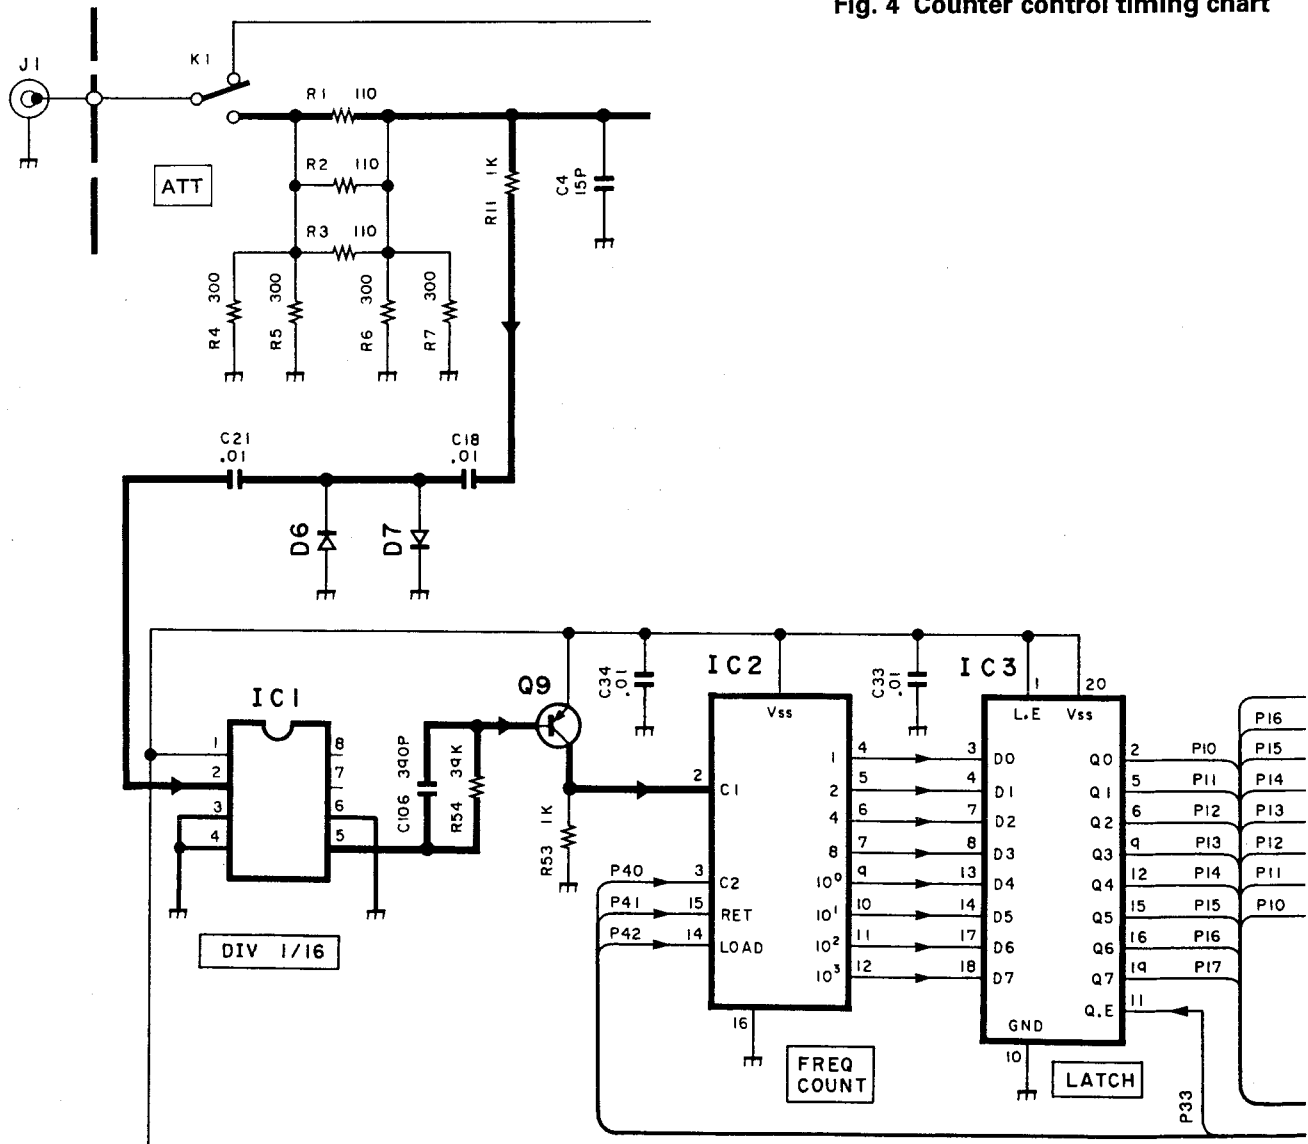 Fig. 4 Counter control timing chart
J1
K1
R1 110
ATT
R2 110
R3 110
R11 1K
C4 15P
R4 300
R5 300
R6 300
R7 300
C21
.01
C18
.01
D6
D7
IC1
1
2
3
4
8
7
6
5
DIV 1/16
C106 390P
R54 39K
Q9
R53 1K
C34
.01
IC2
Vss
2 C1
3 C2
15 RET
14 LOAD
P40
P41
P42
1 4
2 5
4 6
8 7
10⁰ 9
10¹ 10
10² 11
10³ 12
16
FREQ
COUNT
C33
.01
IC3
1
20
L.E Vss
3 D0
4 D1
7 D2
8 D3
13 D4
14 D5
17 D6
18 D7
Q0 2 P10
Q1 5 P11
Q2 6 P12
Q3 9 P13
Q4 12 P14
Q5 15 P15
Q6 16 P16
Q7 19 P17
Q.E 11
GND
10
LATCH
P33
P16
P15
P14
P13
P12
P11
P10